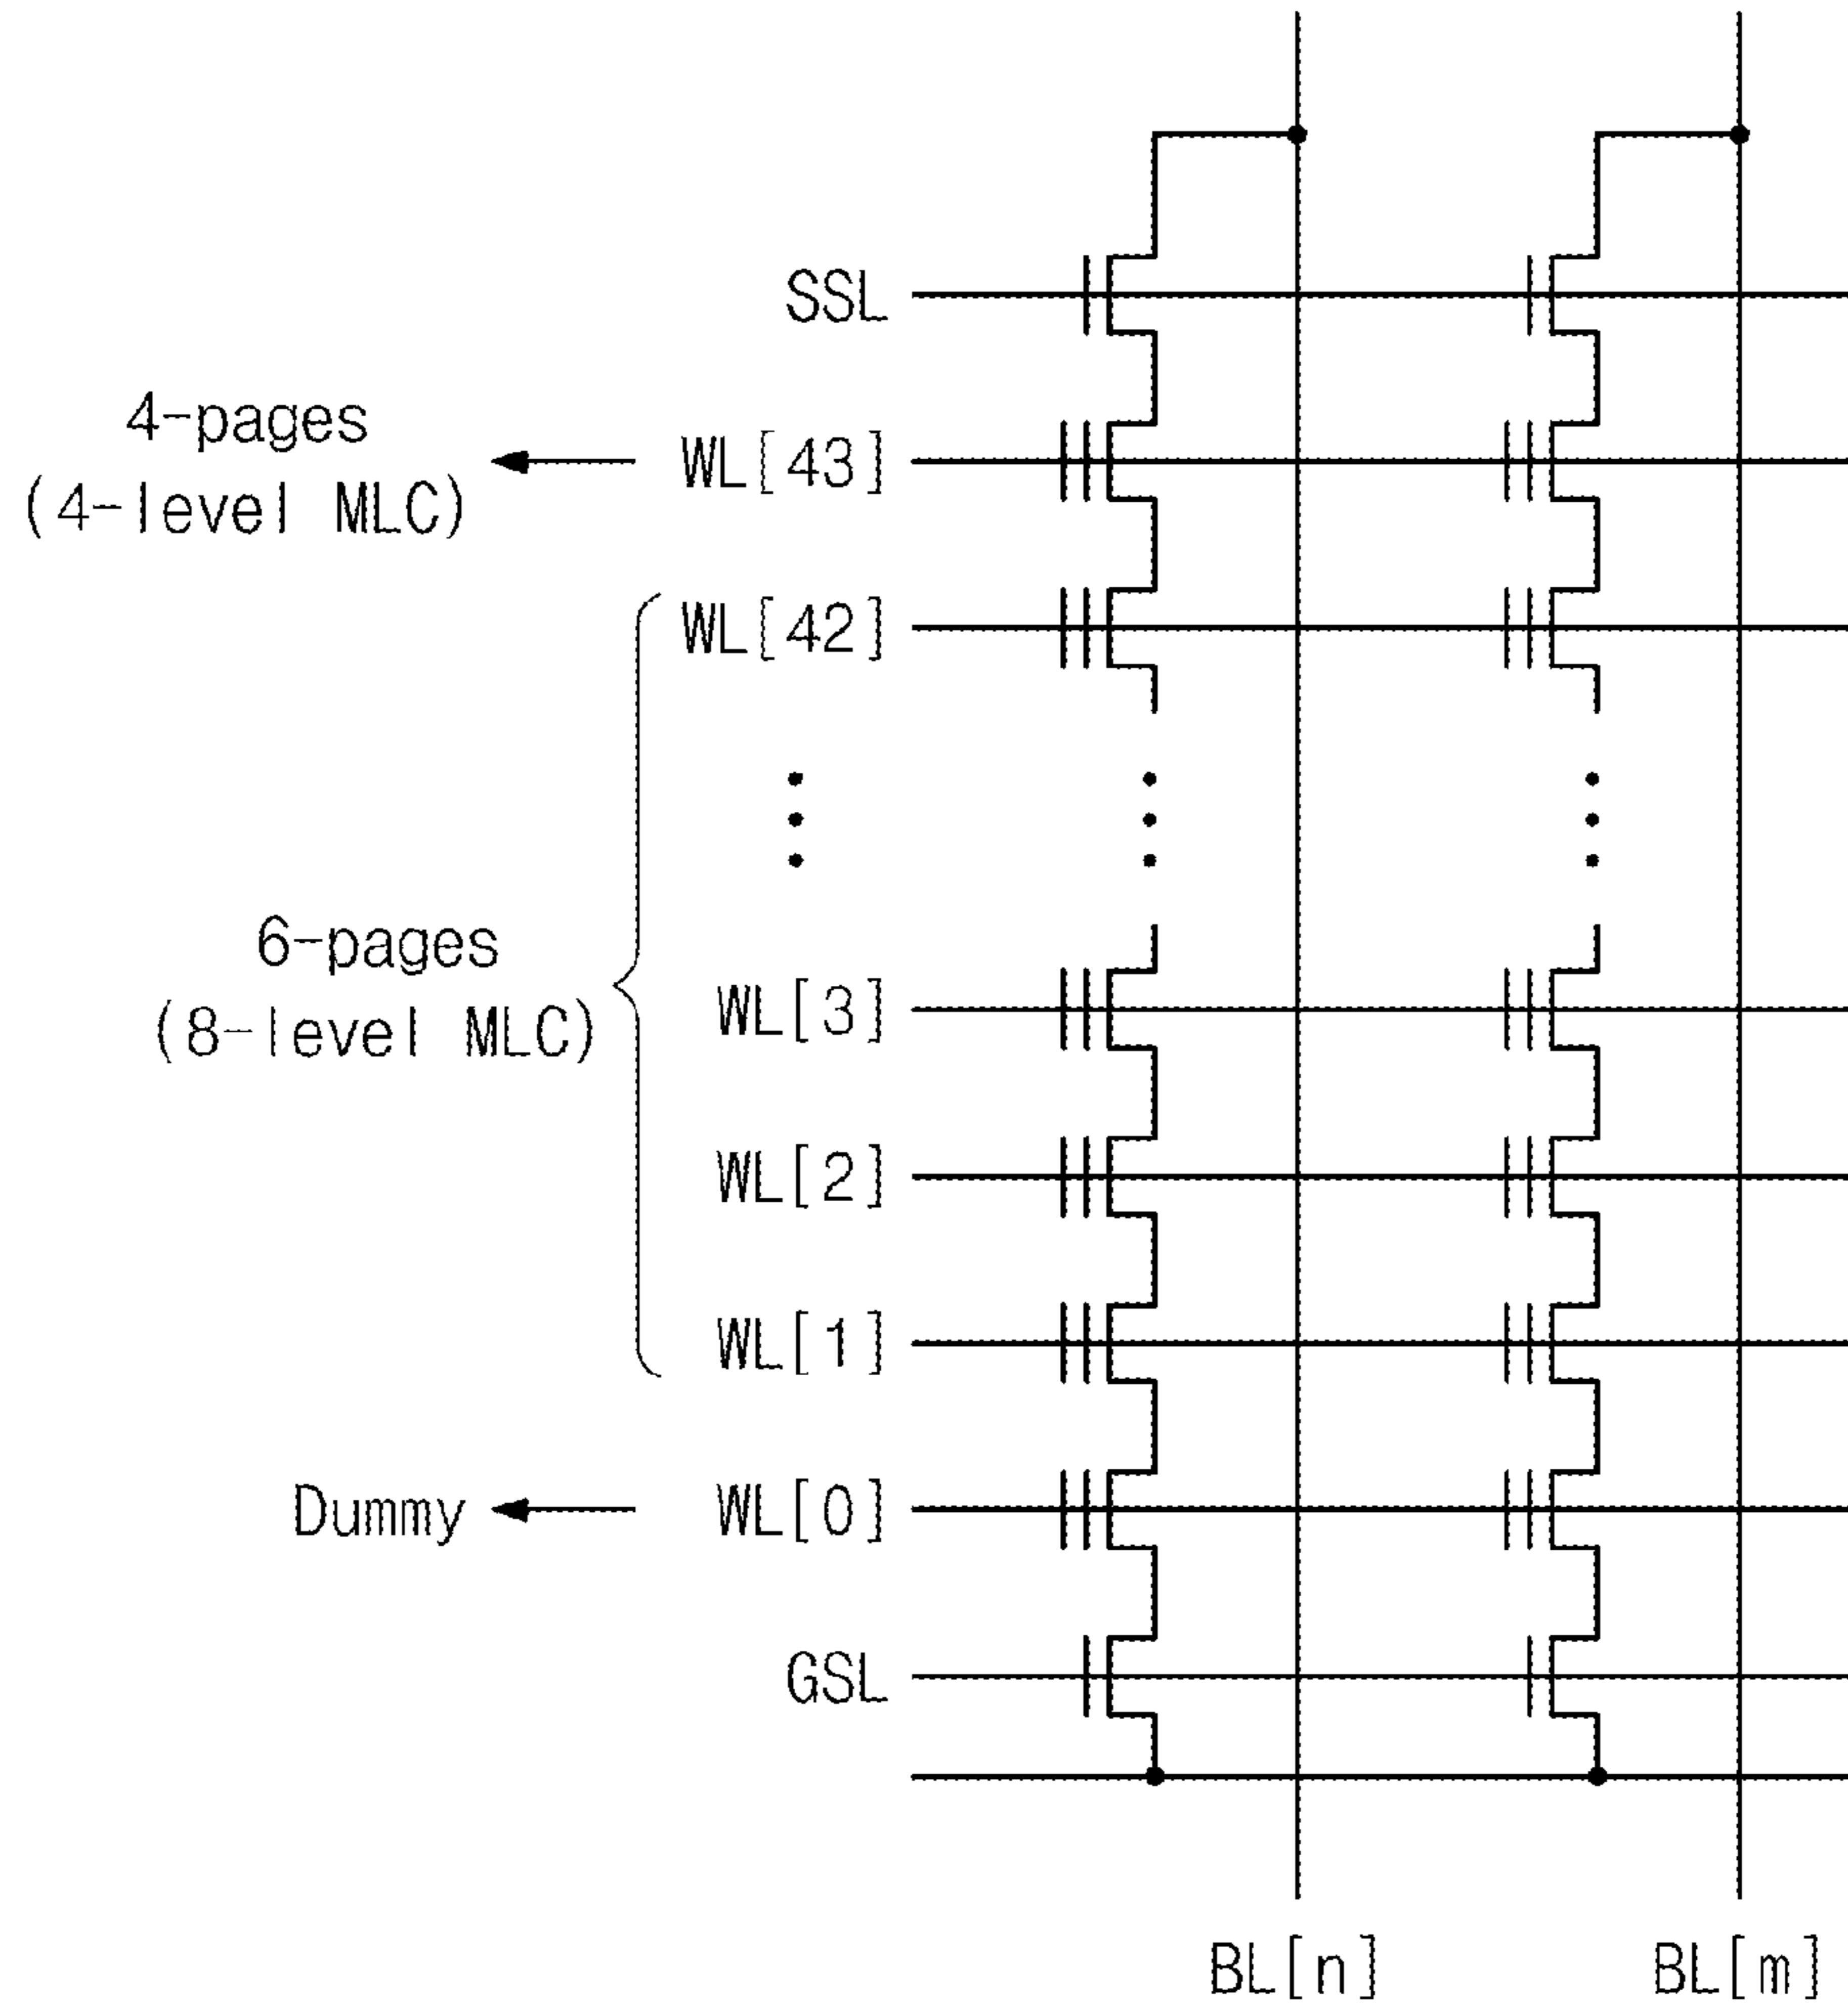 SSL
4-pages
(4-level MLC)
WL[43]
WL[42]
6-pages
(8-level MLC)
WL[3]
WL[2]
WL[1]
Dummy
WL[0]
GSL
BL[n]
BL[m]